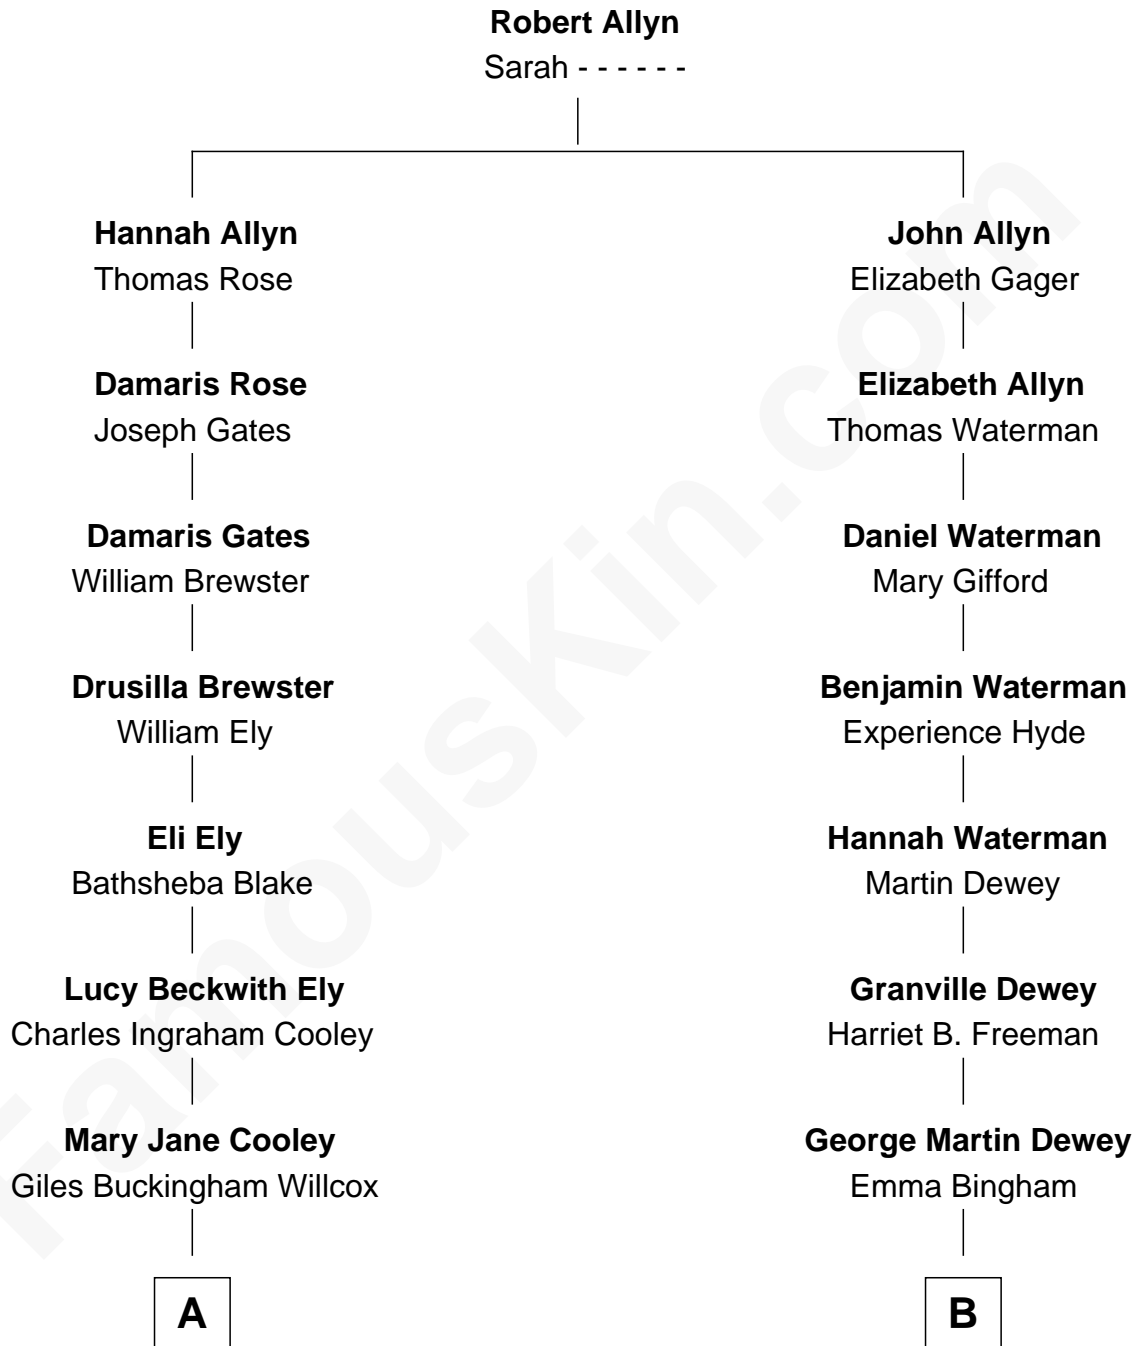 Robert Allyn
Sarah - - - - - -
Hannah Allyn
Thomas Rose
John Allyn
Elizabeth Gager
Damaris Rose
Joseph Gates
Elizabeth Allyn
Thomas Waterman
Damaris Gates
William Brewster
Daniel Waterman
Mary Gifford
Drusilla Brewster
William Ely
Benjamin Waterman
Experience Hyde
Eli Ely
Bathsheba Blake
Hannah Waterman
Martin Dewey
Lucy Beckwith Ely
Charles Ingraham Cooley
Granville Dewey
Harriet B. Freeman
Mary Jane Cooley
Giles Buckingham Willcox
George Martin Dewey
Emma Bingham
A
B
FamousKin.com